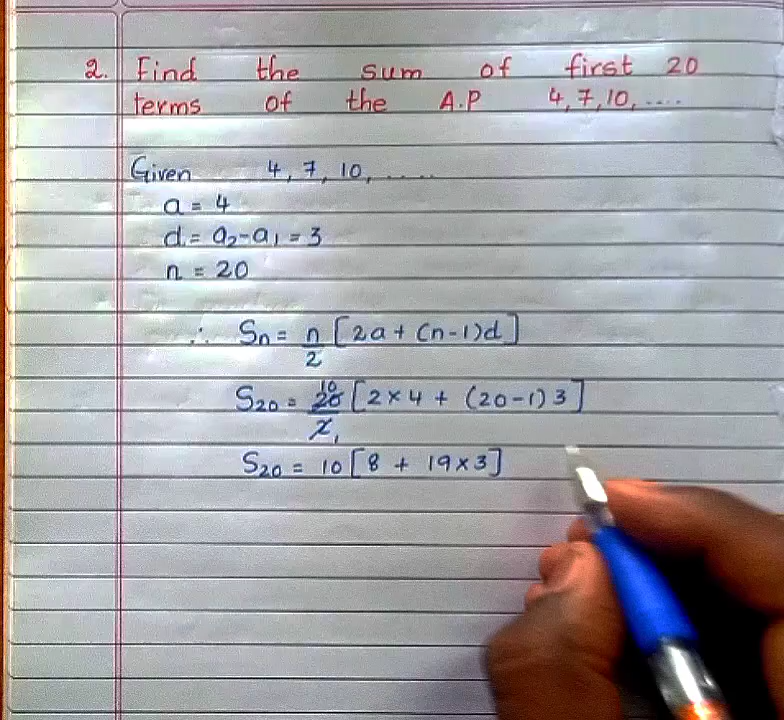 2. Find the sum of first 20
terms of the A.P 4, 7, 10, ....
Given 4, 7, 10, .....
a = 4
d = a₂-a₁ = 3
n = 20
∴ Sₙ = n/2 [2a + (n-1)d]
S₂₀ = 20/2 [2×4 + (20-1)3] 10 1
S₂₀ = 10[8 + 19×3]